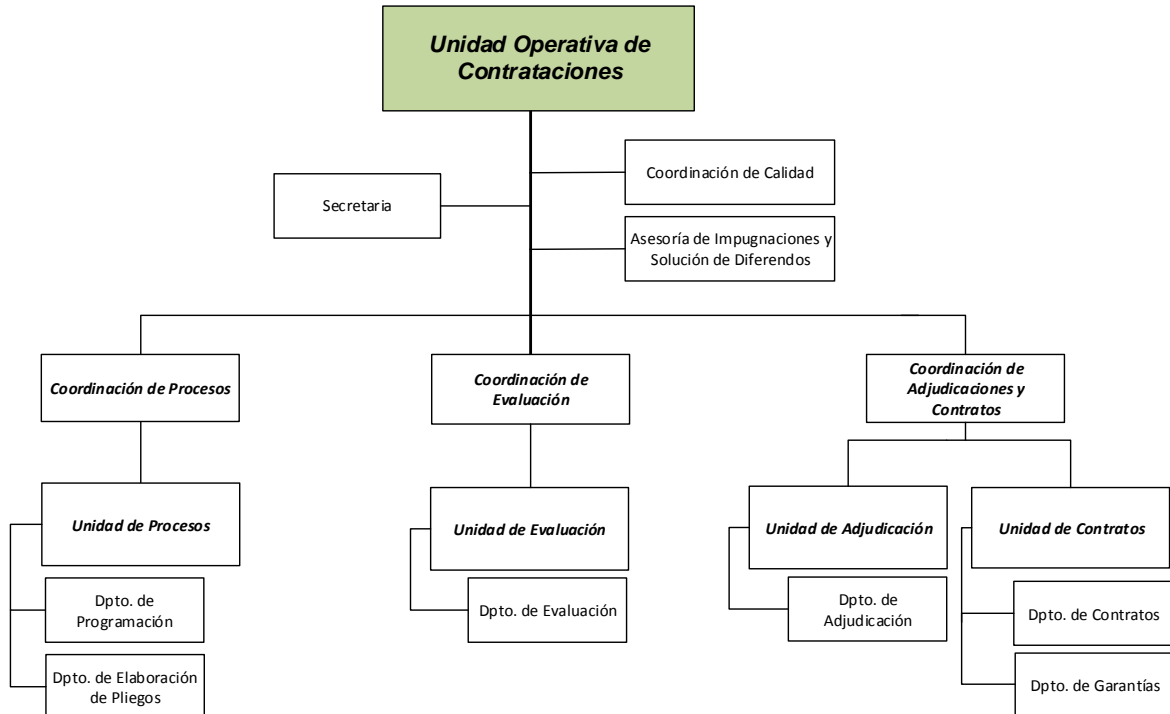 Unidad Operativa de
Contrataciones
Coordinación de Calidad
Secretaria
Asesoría de Impugnaciones y
Solución de Diferendos
Coordinación de Procesos
Coordinación de
Evaluación
Coordinación de
Adjudicaciones y
Contratos
Unidad de Procesos
Unidad de Evaluación
Unidad de Adjudicación
Unidad de Contratos
Dpto. de
Programación
Dpto. de Evaluación
Dpto. de
Adjudicación
Dpto. de Contratos
Dpto. de Elaboración
de Pliegos
Dpto. de Garantías